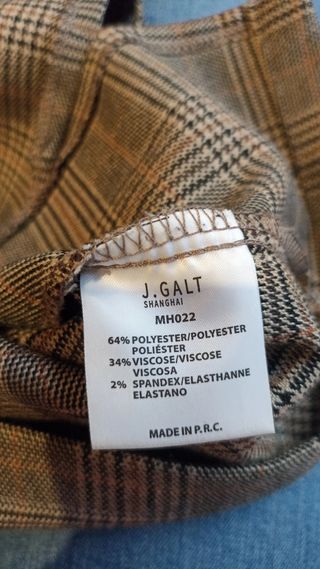 J.GALT
SHANGHAI
MH022
64% POLYESTER/POLYESTER
POLIÉSTER
34% VISCOSE/VISCOSE
VISCOSA
2% SPANDEX/ELASTHANNE
ELASTANO
MADE IN P.R.C.